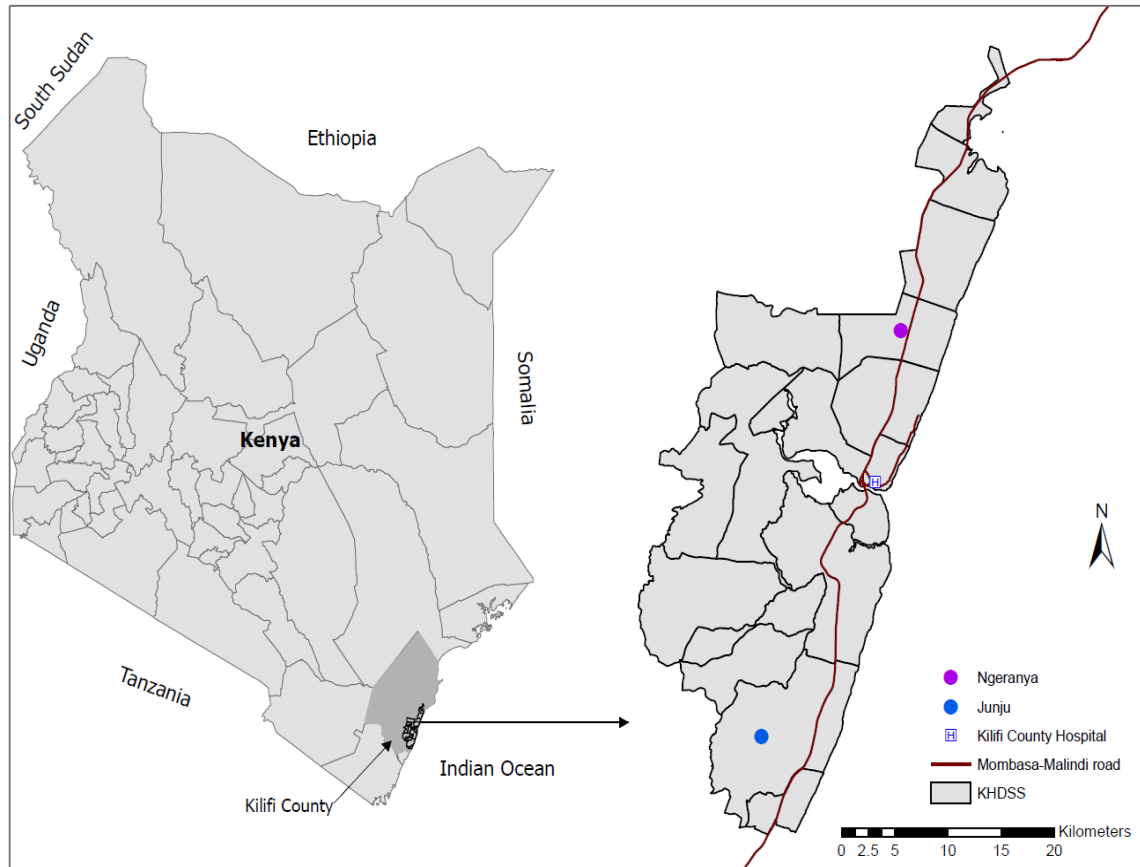 South Sudan
Ethiopia
Uganda
Somalia
Kenya
Tanzania
Indian Ocean
Kilifi County
N
Ngeranya
Junju
H Kilifi County Hospital
Mombasa-Malindi road
KHDSS
H
Kilometers
0 2.5 5 10 15 20